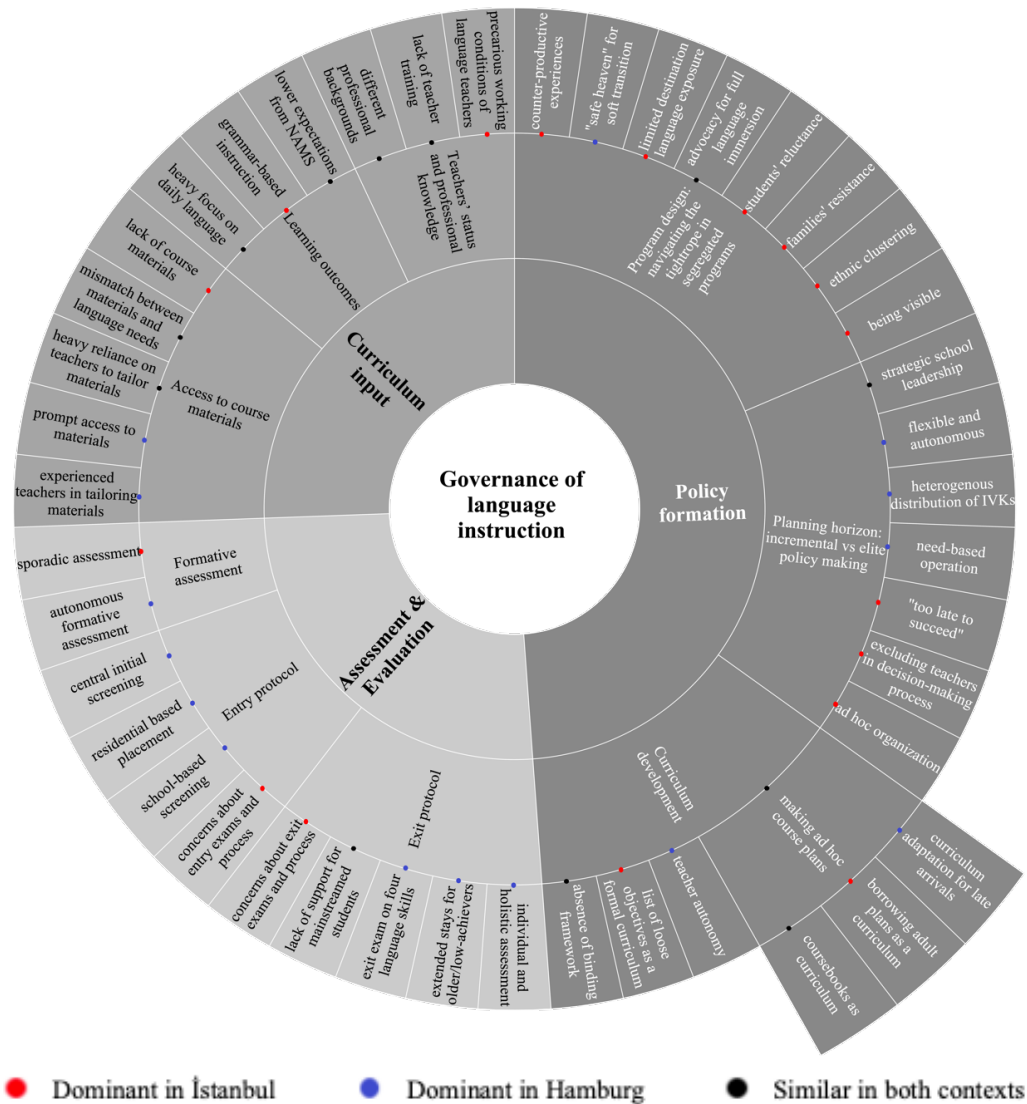 Governance of
language
instruction
Policy
formation
Program design:
navigating the
tightrope in
segregated
programs
counter-productive
experiences
"safe heaven" for
soft transition
limited destination
language exposure
advocacy for full
language
immersion
students' reluctance
families' resistance
ethnic clustering
being visible
Planning horizon:
incremental vs elite
policy making
strategic school
leadership
flexible and
autonomous
heterogenous
distribution of IVKs
need-based
operation
"too late to
succeed"
excluding teachers
in decision-making
process
ad hoc organization
Curriculum
development
making ad hoc
course plans
curriculum
adaptation for late
arrivals
borrowing adult
plans as a
curriculum
coursebooks as
curriculum
teacher autonomy
list of loose
objectives as a
formal curriculum
absence of binding
framework
Assessment &
Evaluation
Exit protocol
individual and
holistic assessment
extended stays for
older/low-achievers
exit exam on four
language skills
lack of support for
mainstreamed
students
concerns about exit
exams and process
Entry protocol
concerns about
entry exams and
process
school-based
screening
residential based
placement
central initial
screening
Formative
assessment
autonomous
formative
assessment
sporadic assessment
Curriculum
input
Access to course
materials
experienced
teachers in tailoring
materials
prompt access to
materials
heavy reliance on
teachers to tailor
materials
mismatch between
materials and
language needs
lack of course
materials
Learning outcomes
heavy focus on
daily language
grammar-based
instruction
lower expectations
from NAMS
Teachers' status
and professional
knowledge
different
professional
backgrounds
lack of teacher
training
precarious working
conditions of
language teachers
Dominant in İstanbul
Dominant in Hamburg
Similar in both contexts